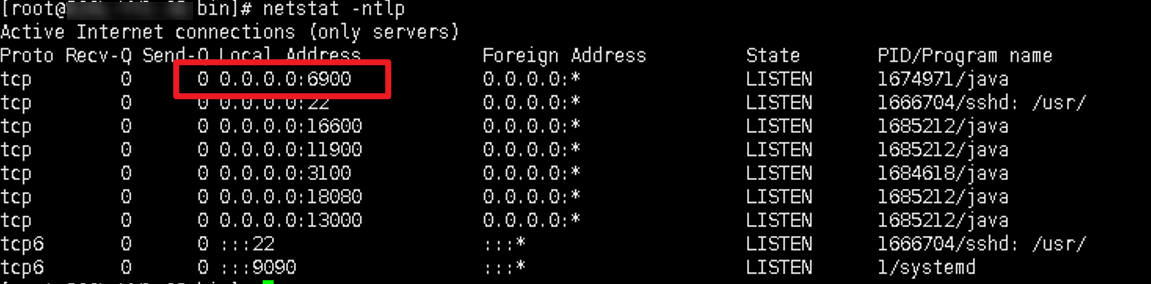 [root@ bin]# netstat -ntlp
Active Internet connections (only servers)
Proto Recv-Q Send-Q Local Address Foreign Address State PID/Program name
tcp 0 0 0.0.0.0:6900 0.0.0.0:* LISTEN 1674971/java
tcp 0 0 0.0.0.0:22 0.0.0.0:* LISTEN 1666704/sshd: /usr/
tcp 0 0 0.0.0.0:16600 0.0.0.0:* LISTEN 1685212/java
tcp 0 0 0.0.0.0:11900 0.0.0.0:* LISTEN 1685212/java
tcp 0 0 0.0.0.0:3100 0.0.0.0:* LISTEN 1684618/java
tcp 0 0 0.0.0.0:18080 0.0.0.0:* LISTEN 1685212/java
tcp 0 0 0.0.0.0:13000 0.0.0.0:* LISTEN 1685212/java
tcp6 0 0 :::22 :::* LISTEN 1666704/sshd: /usr/
tcp6 0 0 :::9090 :::* LISTEN 1/systemd